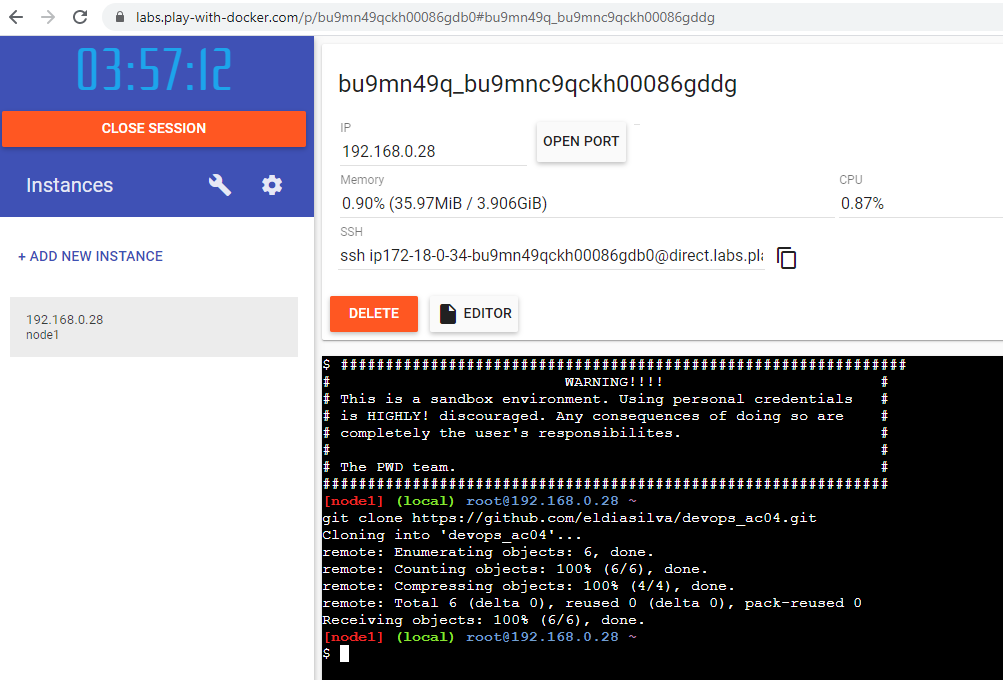 labs.play-with-docker.com/p/bu9mn49qckh00086gdb0#bu9mn49q_bu9mnc9qckh00086gddg
03:57:12
CLOSE SESSION
Instances
+ ADD NEW INSTANCE
192.168.0.28
node1
bu9mn49q_bu9mnc9qckh00086gddg
IP
192.168.0.28
OPEN PORT
Memory
0.90% (35.97MiB / 3.906GiB)
CPU
0.87%
SSH
ssh ip172-18-0-34-bu9mn49qckh00086gdb0@direct.labs.pla
DELETE
EDITOR
$ ###############################################################
# WARNING!!!! #
# This is a sandbox environment. Using personal credentials #
# is HIGHLY! discouraged. Any consequences of doing so are #
# completely the user's responsibilites. #
# #
# The PWD team. #
###############################################################
[node1] (local) root@192.168.0.28 ~
git clone https://github.com/eldiasilva/devops_ac04.git
Cloning into 'devops_ac04'...
remote: Enumerating objects: 6, done.
remote: Counting objects: 100% (6/6), done.
remote: Compressing objects: 100% (4/4), done.
remote: Total 6 (delta 0), reused 0 (delta 0), pack-reused 0
Receiving objects: 100% (6/6), done.
[node1] (local) root@192.168.0.28 ~
$